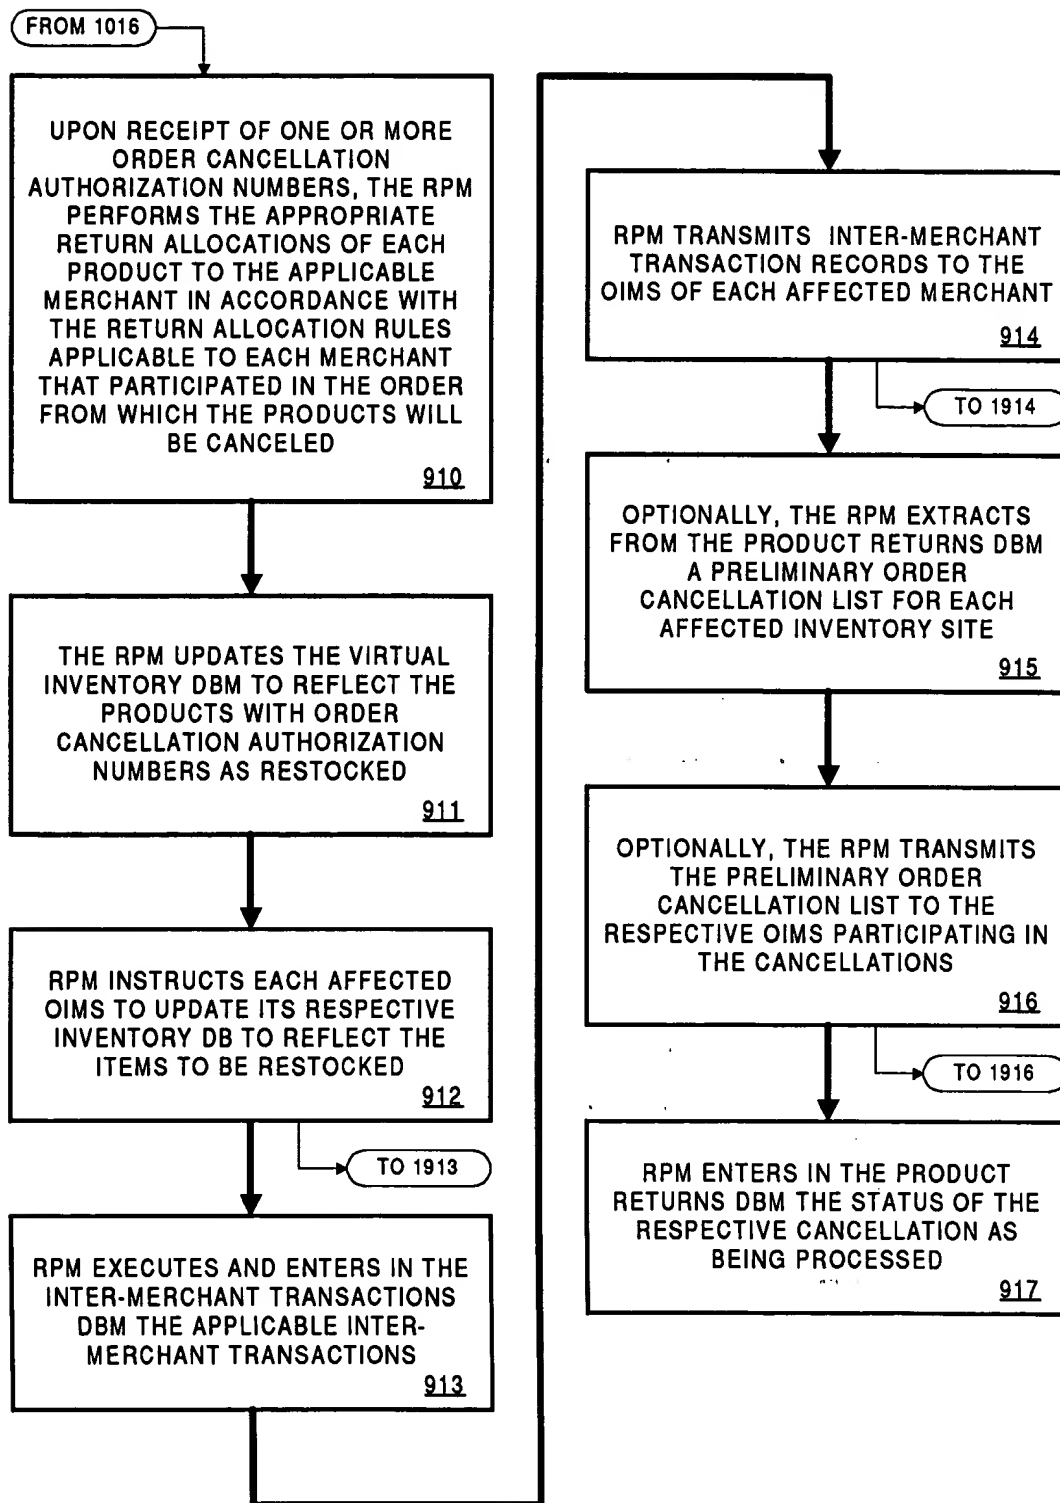 FROM 1016
UPON RECEIPT OF ONE OR MORE
ORDER CANCELLATION
AUTHORIZATION NUMBERS, THE RPM
PERFORMS THE APPROPRIATE
RETURN ALLOCATIONS OF EACH
PRODUCT TO THE APPLICABLE
MERCHANT IN ACCORDANCE WITH
THE RETURN ALLOCATION RULES
APPLICABLE TO EACH MERCHANT
THAT PARTICIPATED IN THE ORDER
FROM WHICH THE PRODUCTS WILL
BE CANCELED
910
THE RPM UPDATES THE VIRTUAL
INVENTORY DBM TO REFLECT THE
PRODUCTS WITH ORDER
CANCELLATION AUTHORIZATION
NUMBERS AS RESTOCKED
911
RPM INSTRUCTS EACH AFFECTED
OIMS TO UPDATE ITS RESPECTIVE
INVENTORY DB TO REFLECT THE
ITEMS TO BE RESTOCKED
912
TO 1913
RPM EXECUTES AND ENTERS IN THE
INTER-MERCHANT TRANSACTIONS
DBM THE APPLICABLE INTER-
MERCHANT TRANSACTIONS
913
RPM TRANSMITS INTER-MERCHANT
TRANSACTION RECORDS TO THE
OIMS OF EACH AFFECTED MERCHANT
914
TO 1914
OPTIONALLY, THE RPM EXTRACTS
FROM THE PRODUCT RETURNS DBM
A PRELIMINARY ORDER
CANCELLATION LIST FOR EACH
AFFECTED INVENTORY SITE
915
OPTIONALLY, THE RPM TRANSMITS
THE PRELIMINARY ORDER
CANCELLATION LIST TO THE
RESPECTIVE OIMS PARTICIPATING IN
THE CANCELLATIONS
916
TO 1916
RPM ENTERS IN THE PRODUCT
RETURNS DBM THE STATUS OF THE
RESPECTIVE CANCELLATION AS
BEING PROCESSED
917